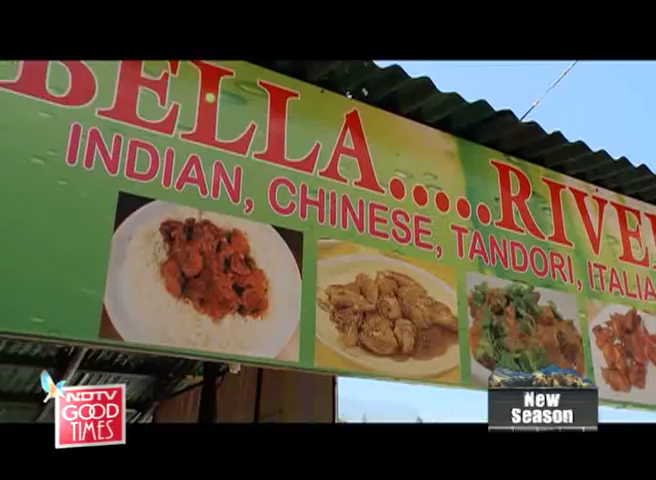 BELLA.....RIVE
INDIAN, CHINESE, TANDORI, ITALIA
NDTV
GOOD
TIMES
New
Season